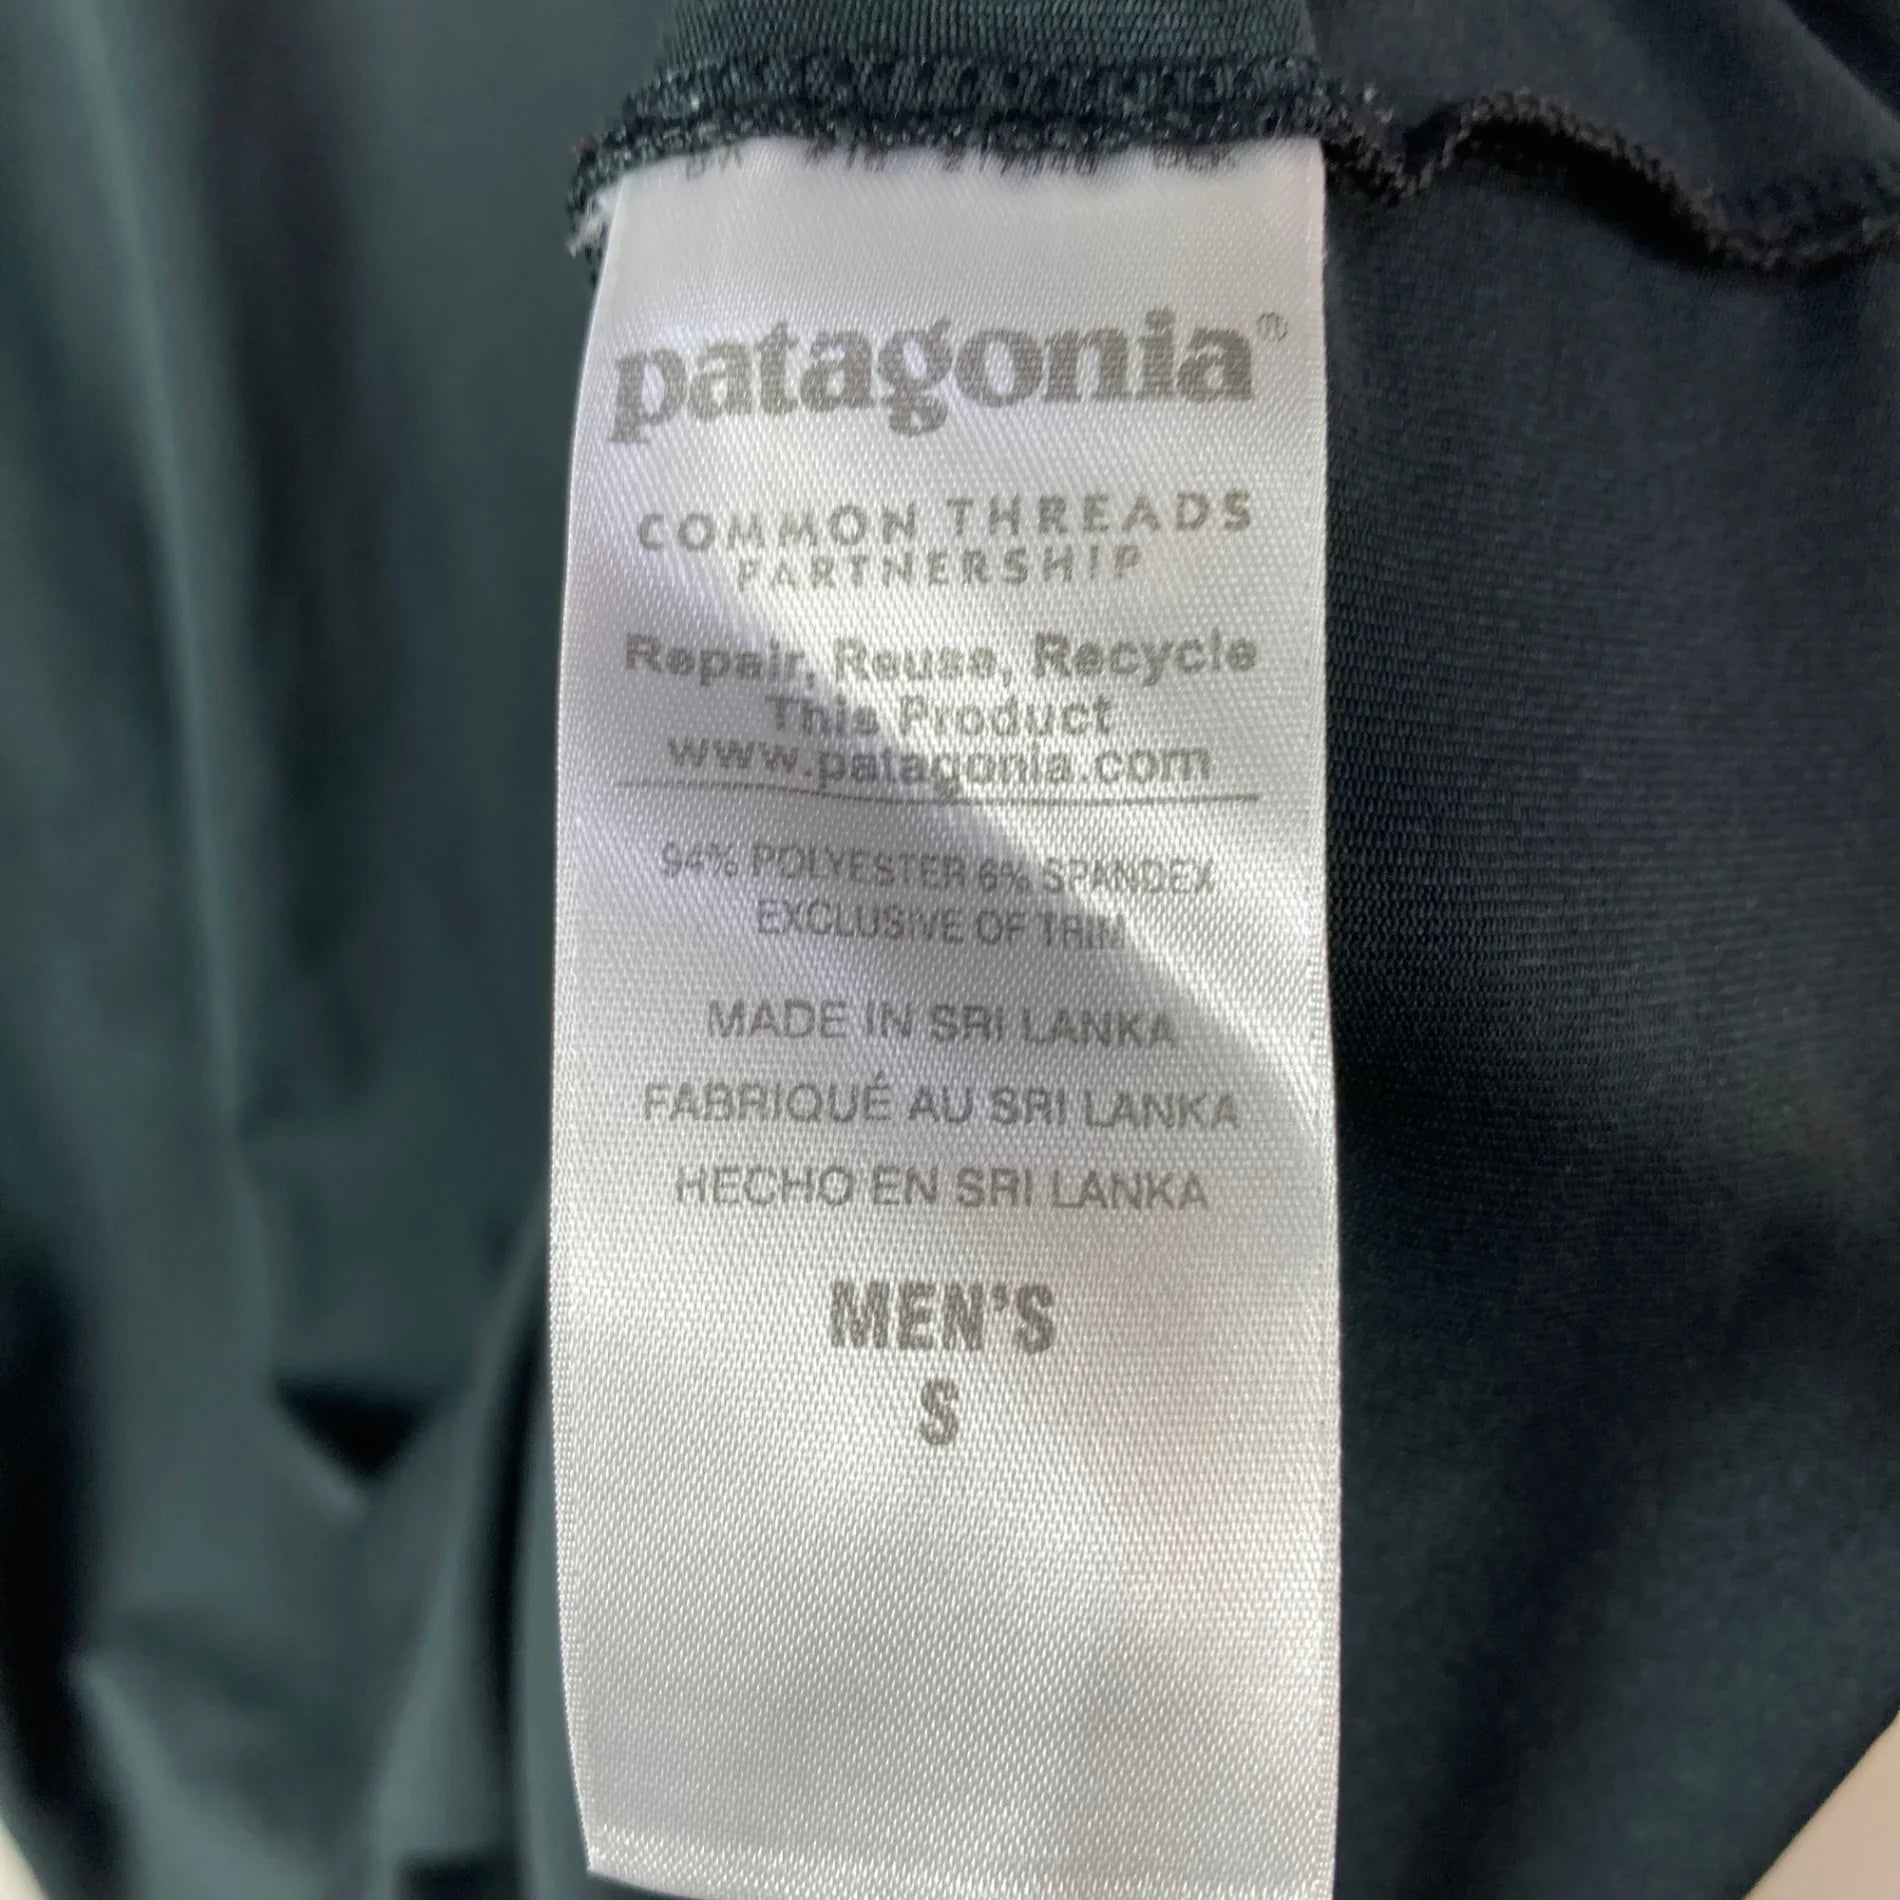 patagonia®
COMMON THREADS
PARTNERSHIP
Repair, Reuse, Recycle
This Product
www.patagonia.com
94% POLYESTER 6% SPANDEX
EXCLUSIVE OF TRIM
MADE IN SRI LANKA
FABRIQUÉ AU SRI LANKA
HECHO EN SRI LANKA
MEN'S
S